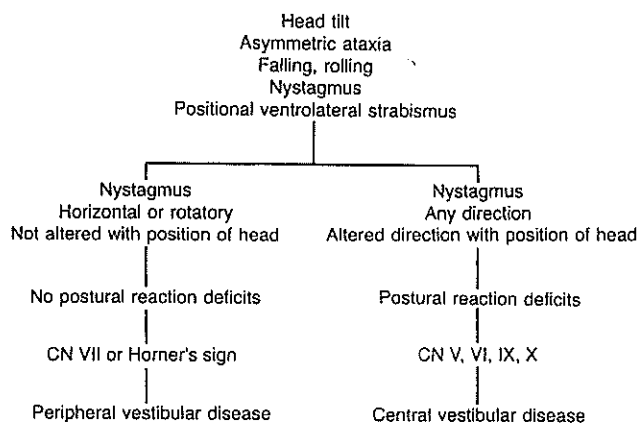 Head tilt
Asymmetric ataxia
Falling, rolling
Nystagmus
Positional ventrolateral strabismus
Nystagmus
Horizontal or rotatory
Not altered with position of head
No postural reaction deficits
CN VII or Horner's sign
Peripheral vestibular disease
Nystagmus
Any direction
Altered direction with position of head
Postural reaction deficits
CN V, VI, IX, X
Central vestibular disease